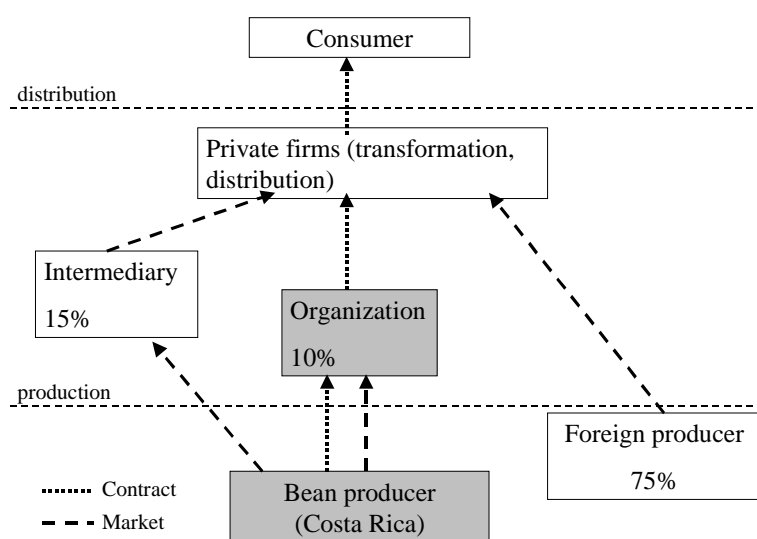 Consumer
distribution
Private firms (transformation,
distribution)
Intermediary
15%
Organization
10%
production
Foreign producer
75%
Bean producer
(Costa Rica)
Contract
Market